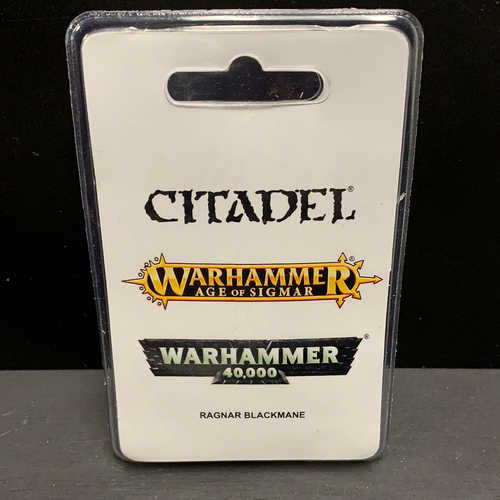 CITADEL®
WARHAMMER®
AGE OF SIGMAR
WARHAMMER®
40,000
RAGNAR BLACKMANE